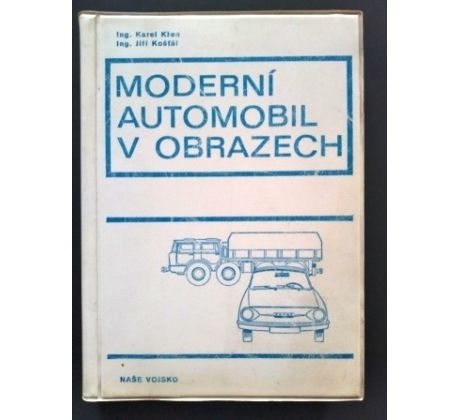 Ing. Karel Křen
Ing. Jiří Košťál
MODERNÍ
AUTOMOBIL
V OBRAZECH
NAŠE VOJSKO